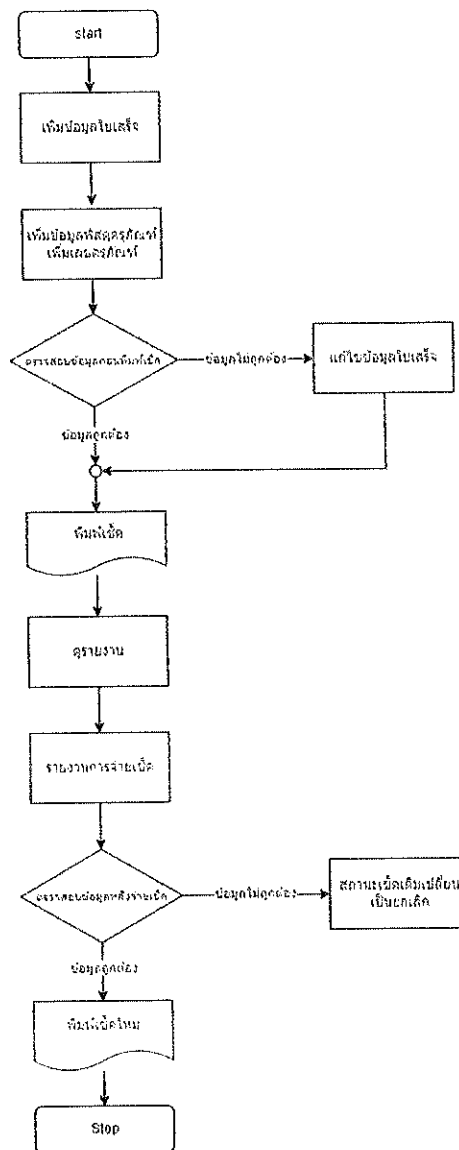 start
เพิ่มข้อมูลใบเสร็จ
เพิ่มข้อมูลพัสดุครุภัณฑ์
เพิ่มเลขครุภัณฑ์
ตรวจสอบข้อมูลก่อนพิมพ์เช็ค
ข้อมูลไม่ถูกต้อง
แก้ไขข้อมูลใบเสร็จ
ข้อมูลถูกต้อง
พิมพ์เช็ค
ดูรายงาน
รายงานการจ่ายเช็ค
ตรวจสอบข้อมูลหลังจ่ายเช็ค
ข้อมูลไม่ถูกต้อง
สถานะเช็คเดิมเปลี่ยน
เป็นยกเลิก
ข้อมูลถูกต้อง
พิมพ์เช็คใหม่
Stop